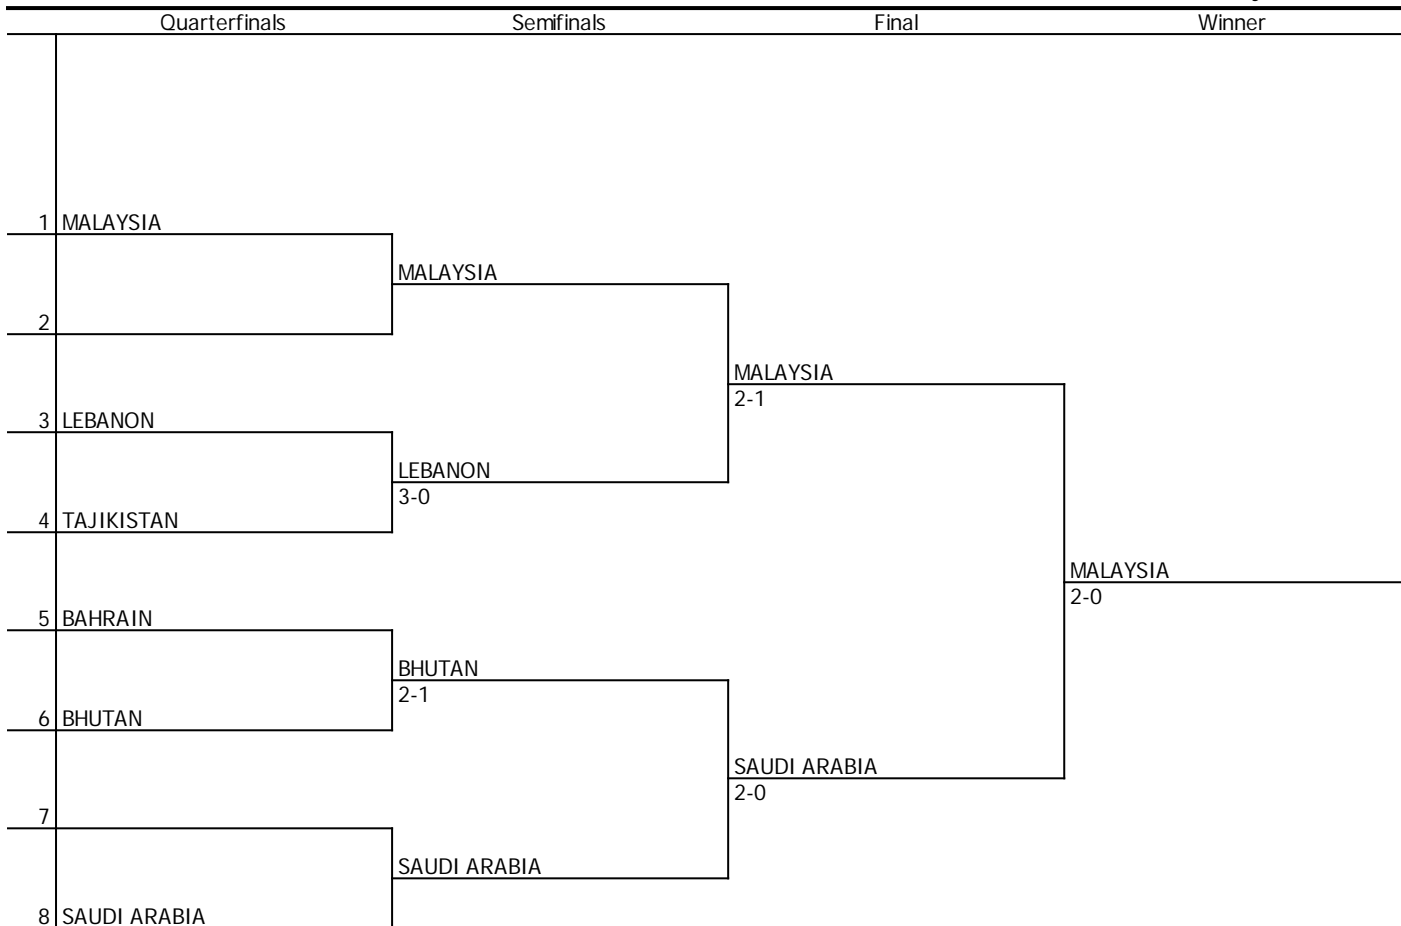 Quarterfinals Semifinals Final Winner
1 MALAYSIA
MALAYSIA
2
MALAYSIA
2-1
3 LEBANON
LEBANON
3-0
4 TAJIKISTAN
MALAYSIA
2-0
5 BAHRAIN
BHUTAN
2-1
6 BHUTAN
SAUDI ARABIA
2-0
7
SAUDI ARABIA
8 SAUDI ARABIA